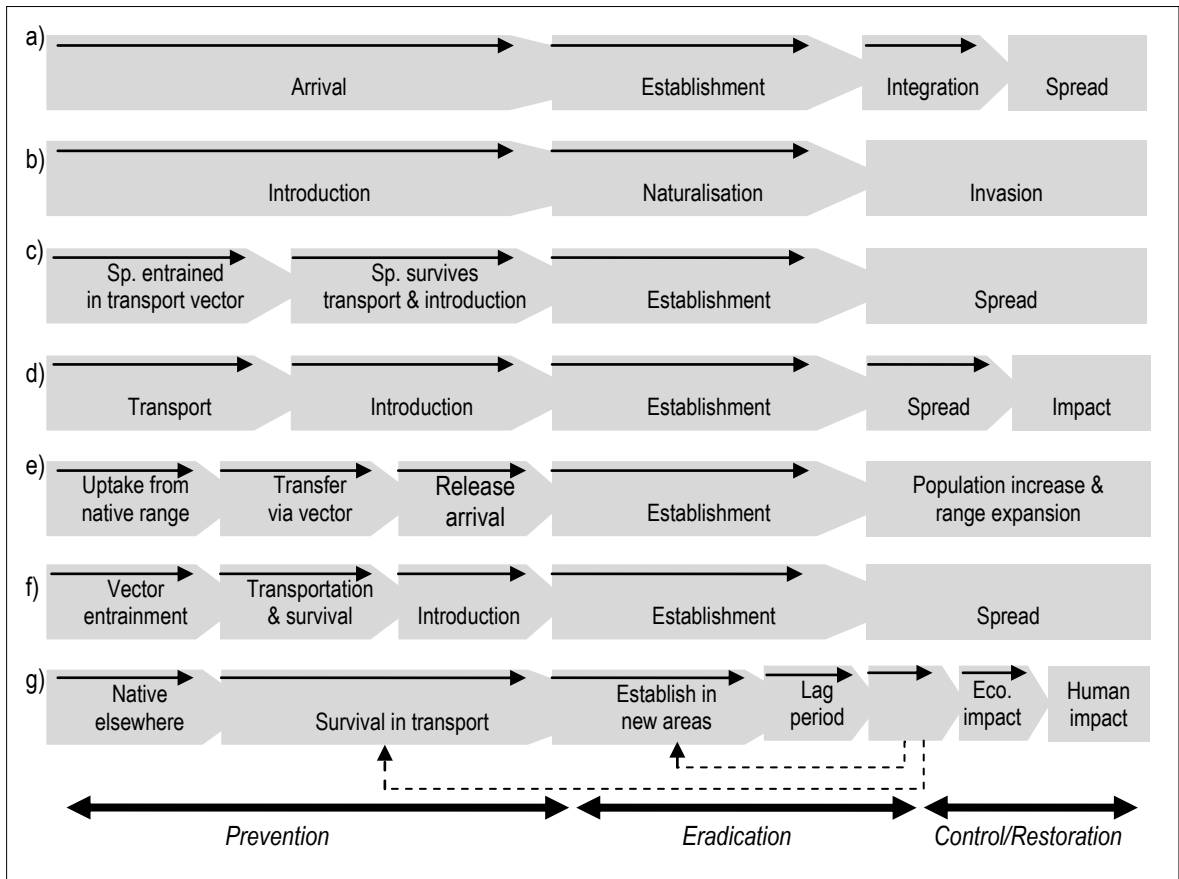 a)
Arrival Establishment Integration Spread
b)
Introduction Naturalisation Invasion
c)
Sp. entrained Sp. survives
in transport vector transport & introduction Establishment Spread
d)
Transport Introduction Establishment Spread Impact
e)
Uptake from Transfer Release Population increase &
native range via vector arrival Establishment range expansion
f)
Vector Transportation
entrainment & survival Introduction Establishment Spread
g)
Native Establish in Lag Eco. Human
elsewhere Survival in transport new areas period impact impact
Prevention Eradication Control/Restoration